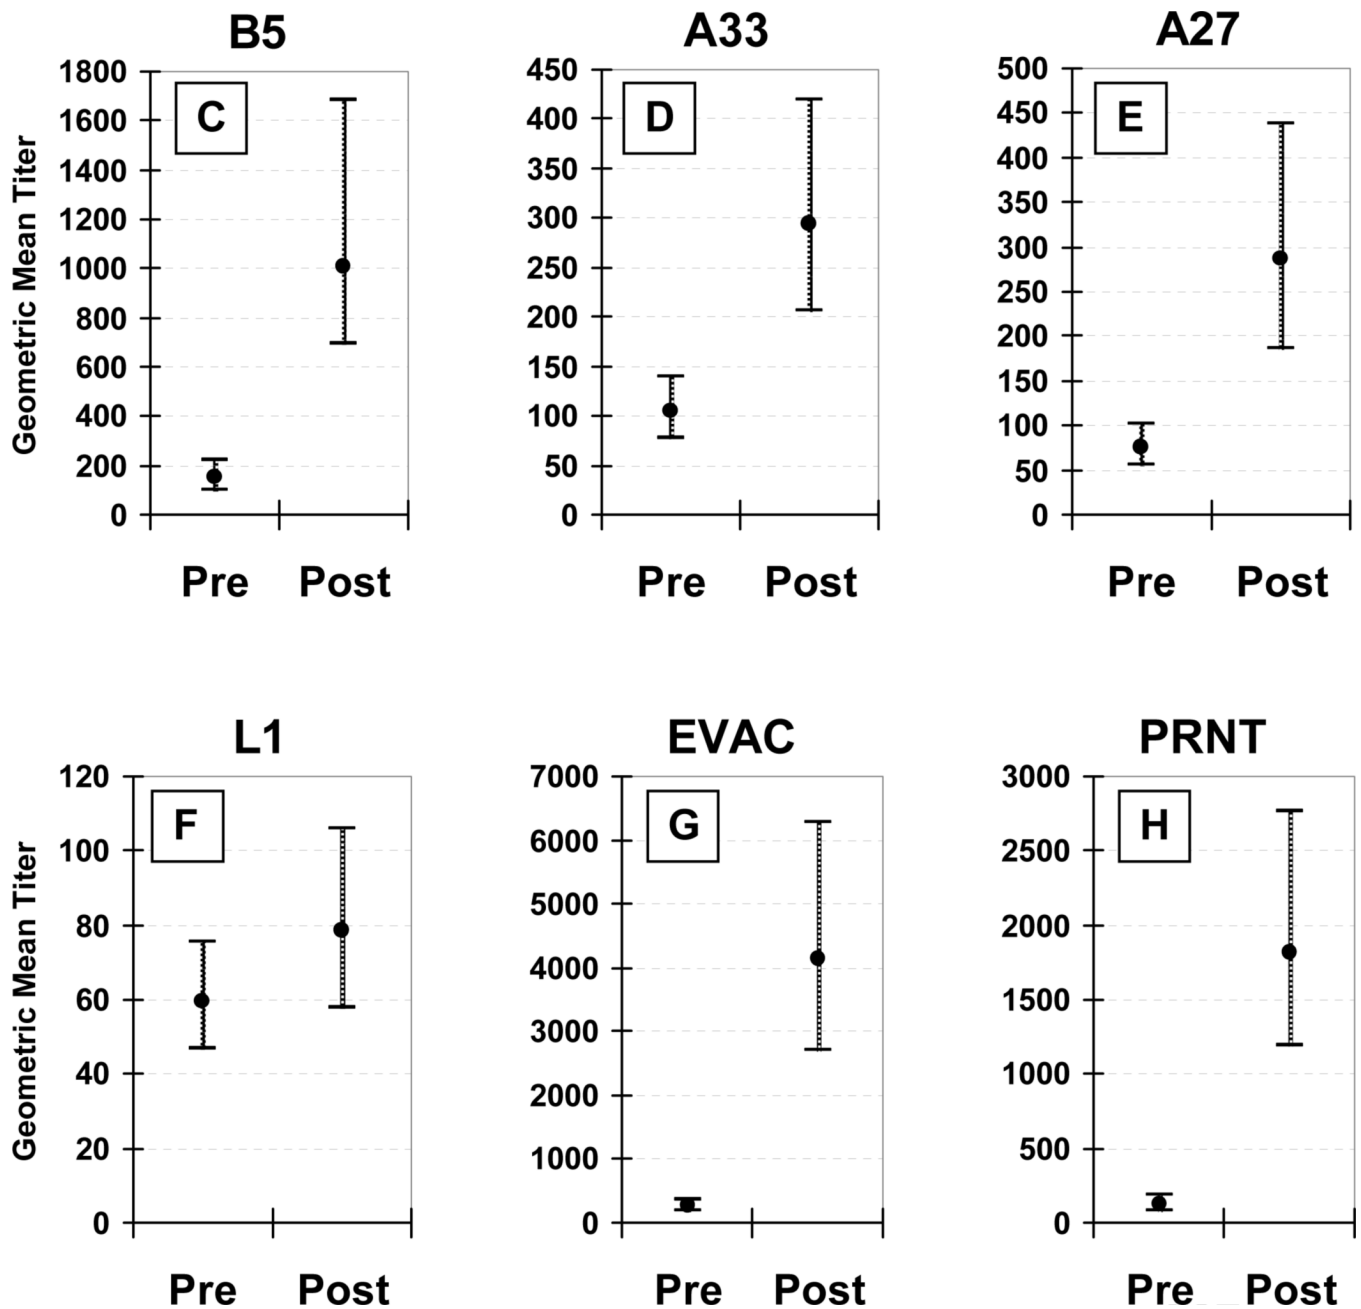 B5
C
Geometric Mean Titer
1800
1600
1400
1200
1000
800
600
400
200
0
Pre Post
A33
D
450
400
350
300
250
200
150
100
50
0
Pre Post
A27
E
500
450
400
350
300
250
200
150
100
50
0
Pre Post
L1
F
Geometric Mean Titer
120
100
80
60
40
20
0
Pre Post
EVAC
G
7000
6000
5000
4000
3000
2000
1000
0
Pre Post
PRNT
H
3000
2500
2000
1500
1000
500
0
Pre Post